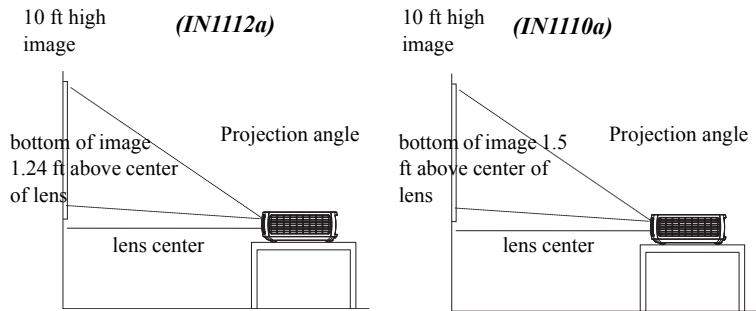 10 ft high
image
(IN1112a)
bottom of image
1.24 ft above center
of lens
Projection angle
lens center
10 ft high
image
(IN1110a)
bottom of image 1.5
ft above center of
lens
Projection angle
lens center